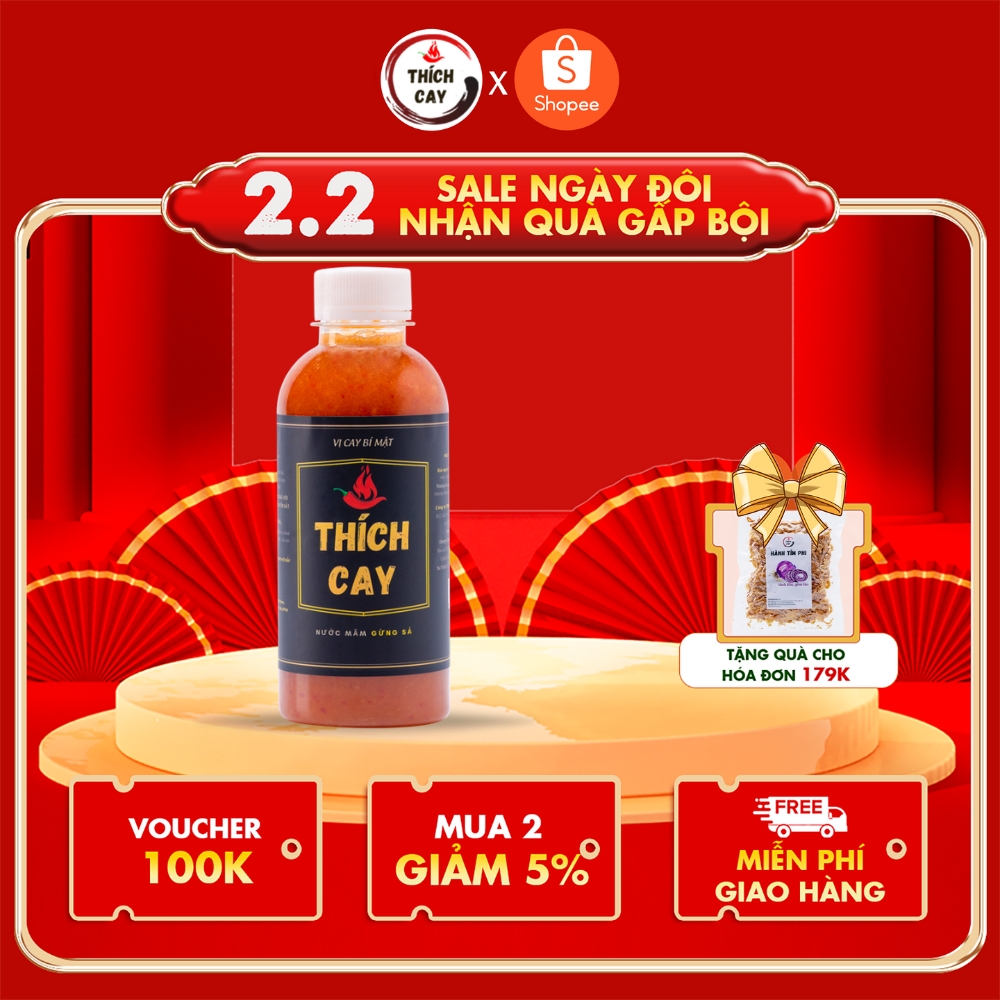 THÍCH
CAY
X
S
Shopee
2.2
SALE NGÀY ĐÔI
NHẬN QUÀ GẤP BỘI
VỊ CAY BÍ MẬT
THÍCH
CAY
NƯỚC MẮM GỪNG SẢ
HÀNH TÍM PHI
TẶNG QUÀ CHO
HÓA ĐƠN 179K
VOUCHER
100K
MUA 2
GIẢM 5%
FREE
MIỄN PHÍ
GIAO HÀNG